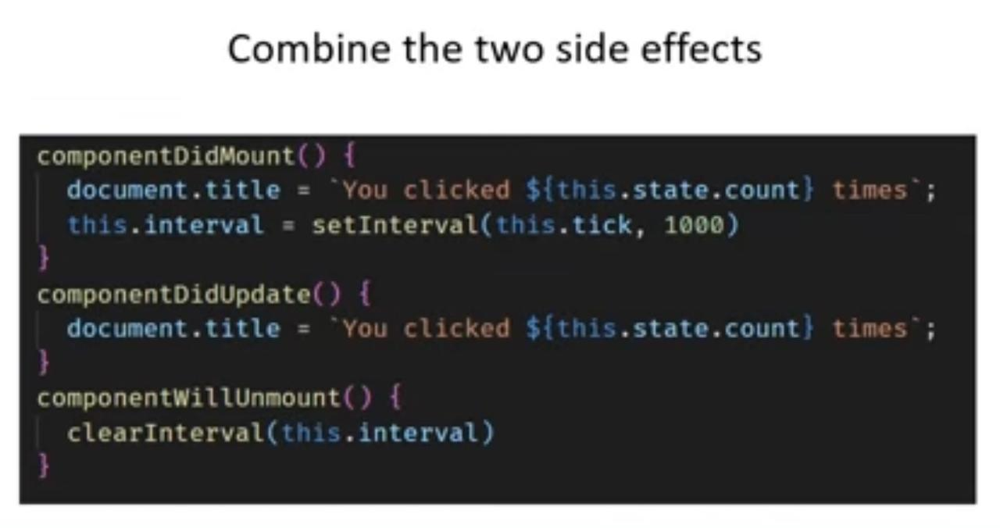 Combine the two side effects
componentDidMount() {
document.title = `You clicked ${this.state.count} times`;
this.interval = setInterval(this.tick, 1000)
}
componentDidUpdate() {
document.title = `You clicked ${this.state.count} times`;
}
componentWillUnmount() {
clearInterval(this.interval)
}